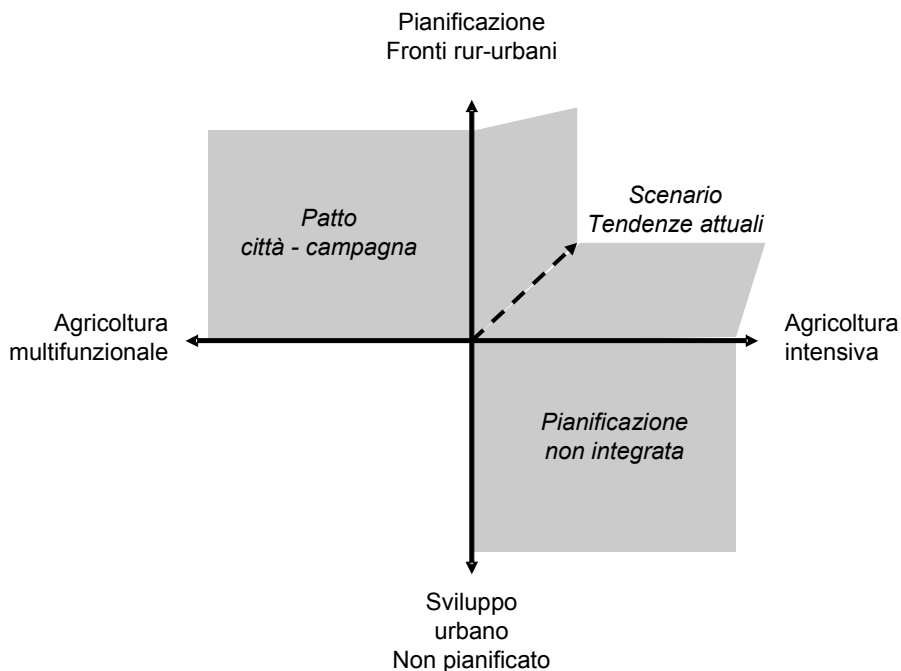 Pianificazione
Fronti rur-urbani
Scenario
Tendenze attuali
Patto
città - campagna
Agricoltura
multifunzionale
Agricoltura
intensiva
Pianificazione
non integrata
Sviluppo
urbano
Non pianificato